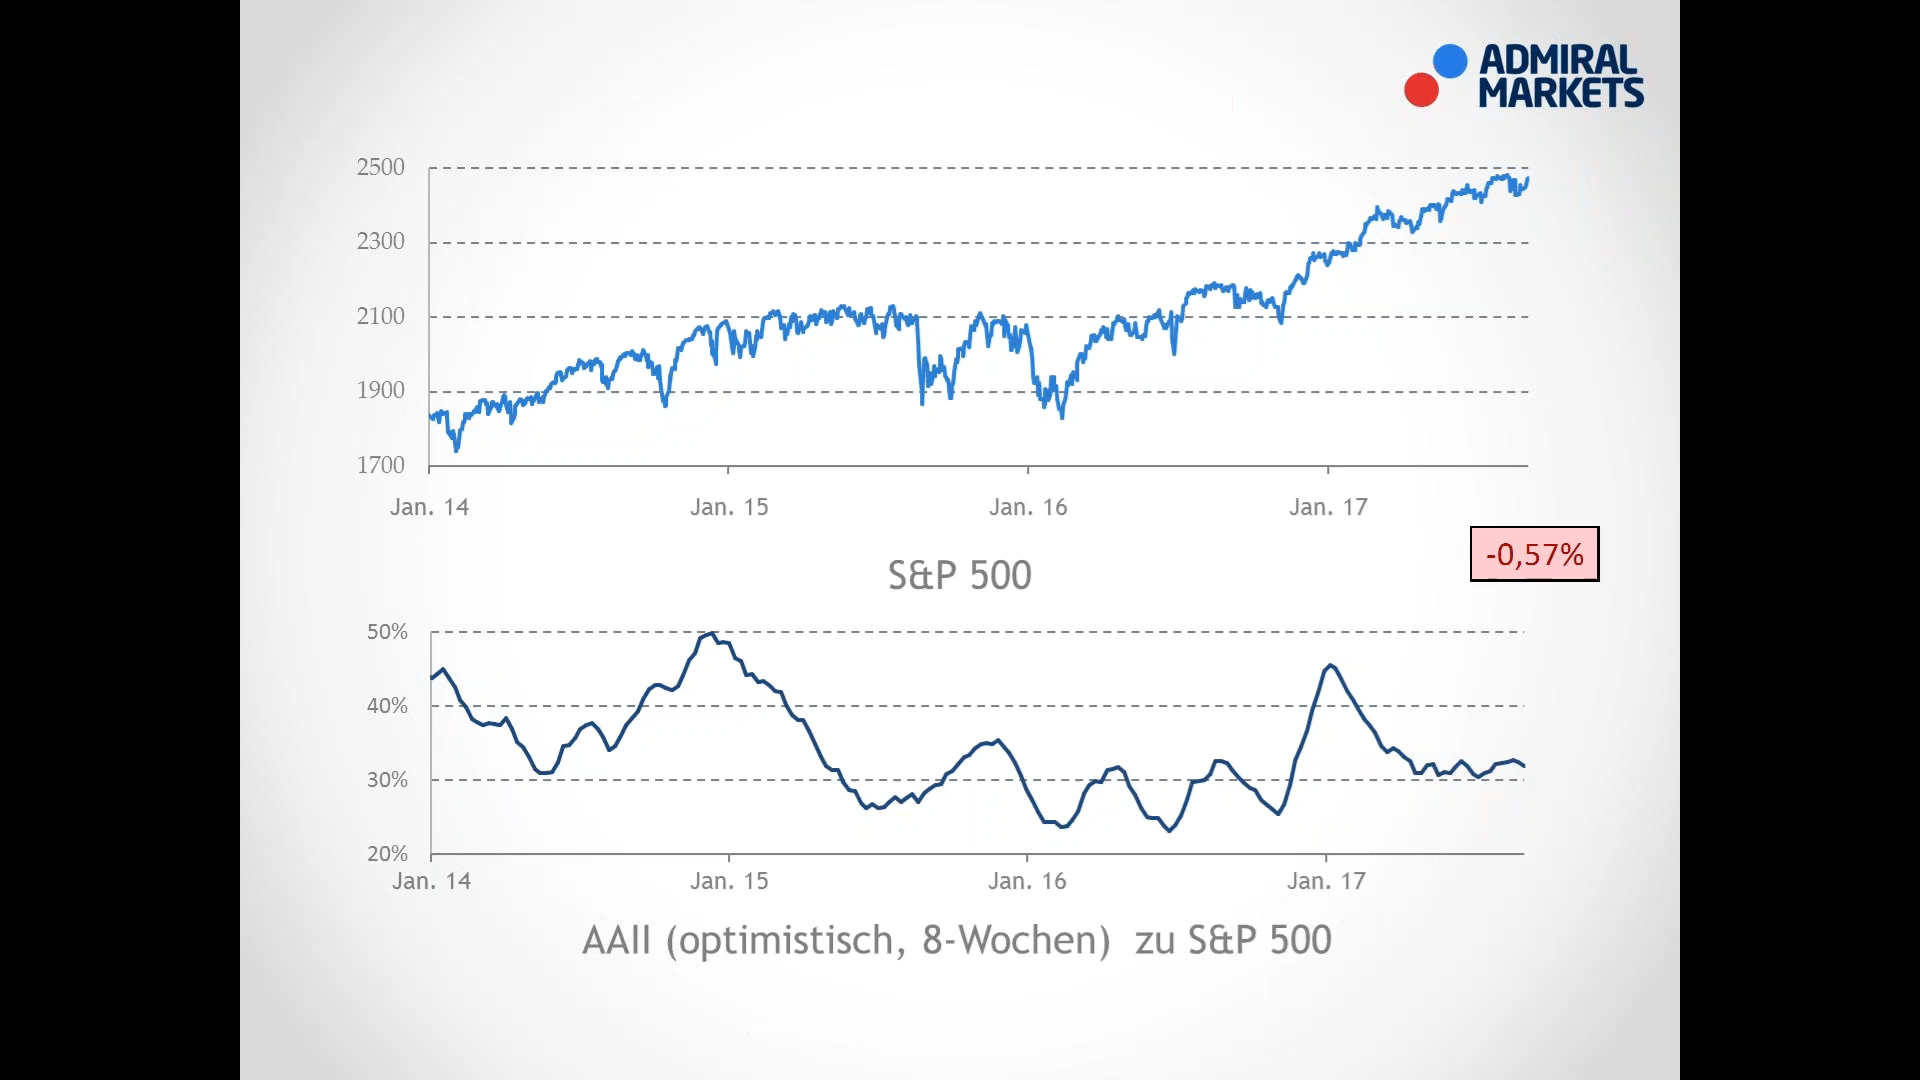 ADMIRAL
MARKETS
2500
2300
2100
1900
1700
Jan. 14 Jan. 15 Jan. 16 Jan. 17
S&P 500
-0,57%
50%
40%
30%
20%
Jan. 14 Jan. 15 Jan. 16 Jan. 17
AAII (optimistisch, 8-Wochen) zu S&P 500